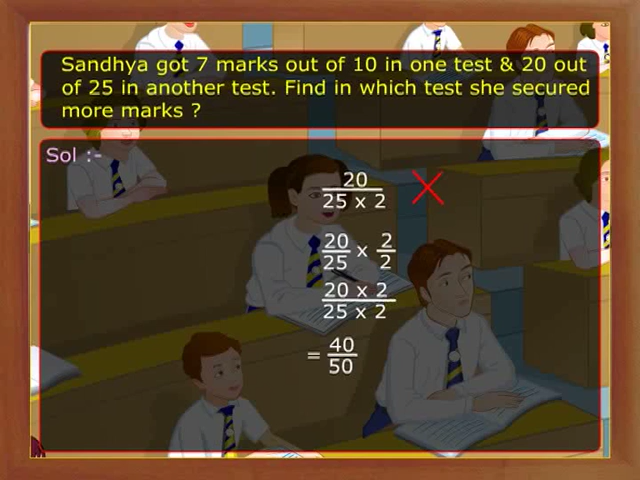 Sandhya got 7 marks out of 10 in one test & 20 out
of 25 in another test. Find in which test she secured
more marks ?
Sol :-
20
25 x 2
20/25 x 2/2
20 x 2
25 x 2
= 40/50